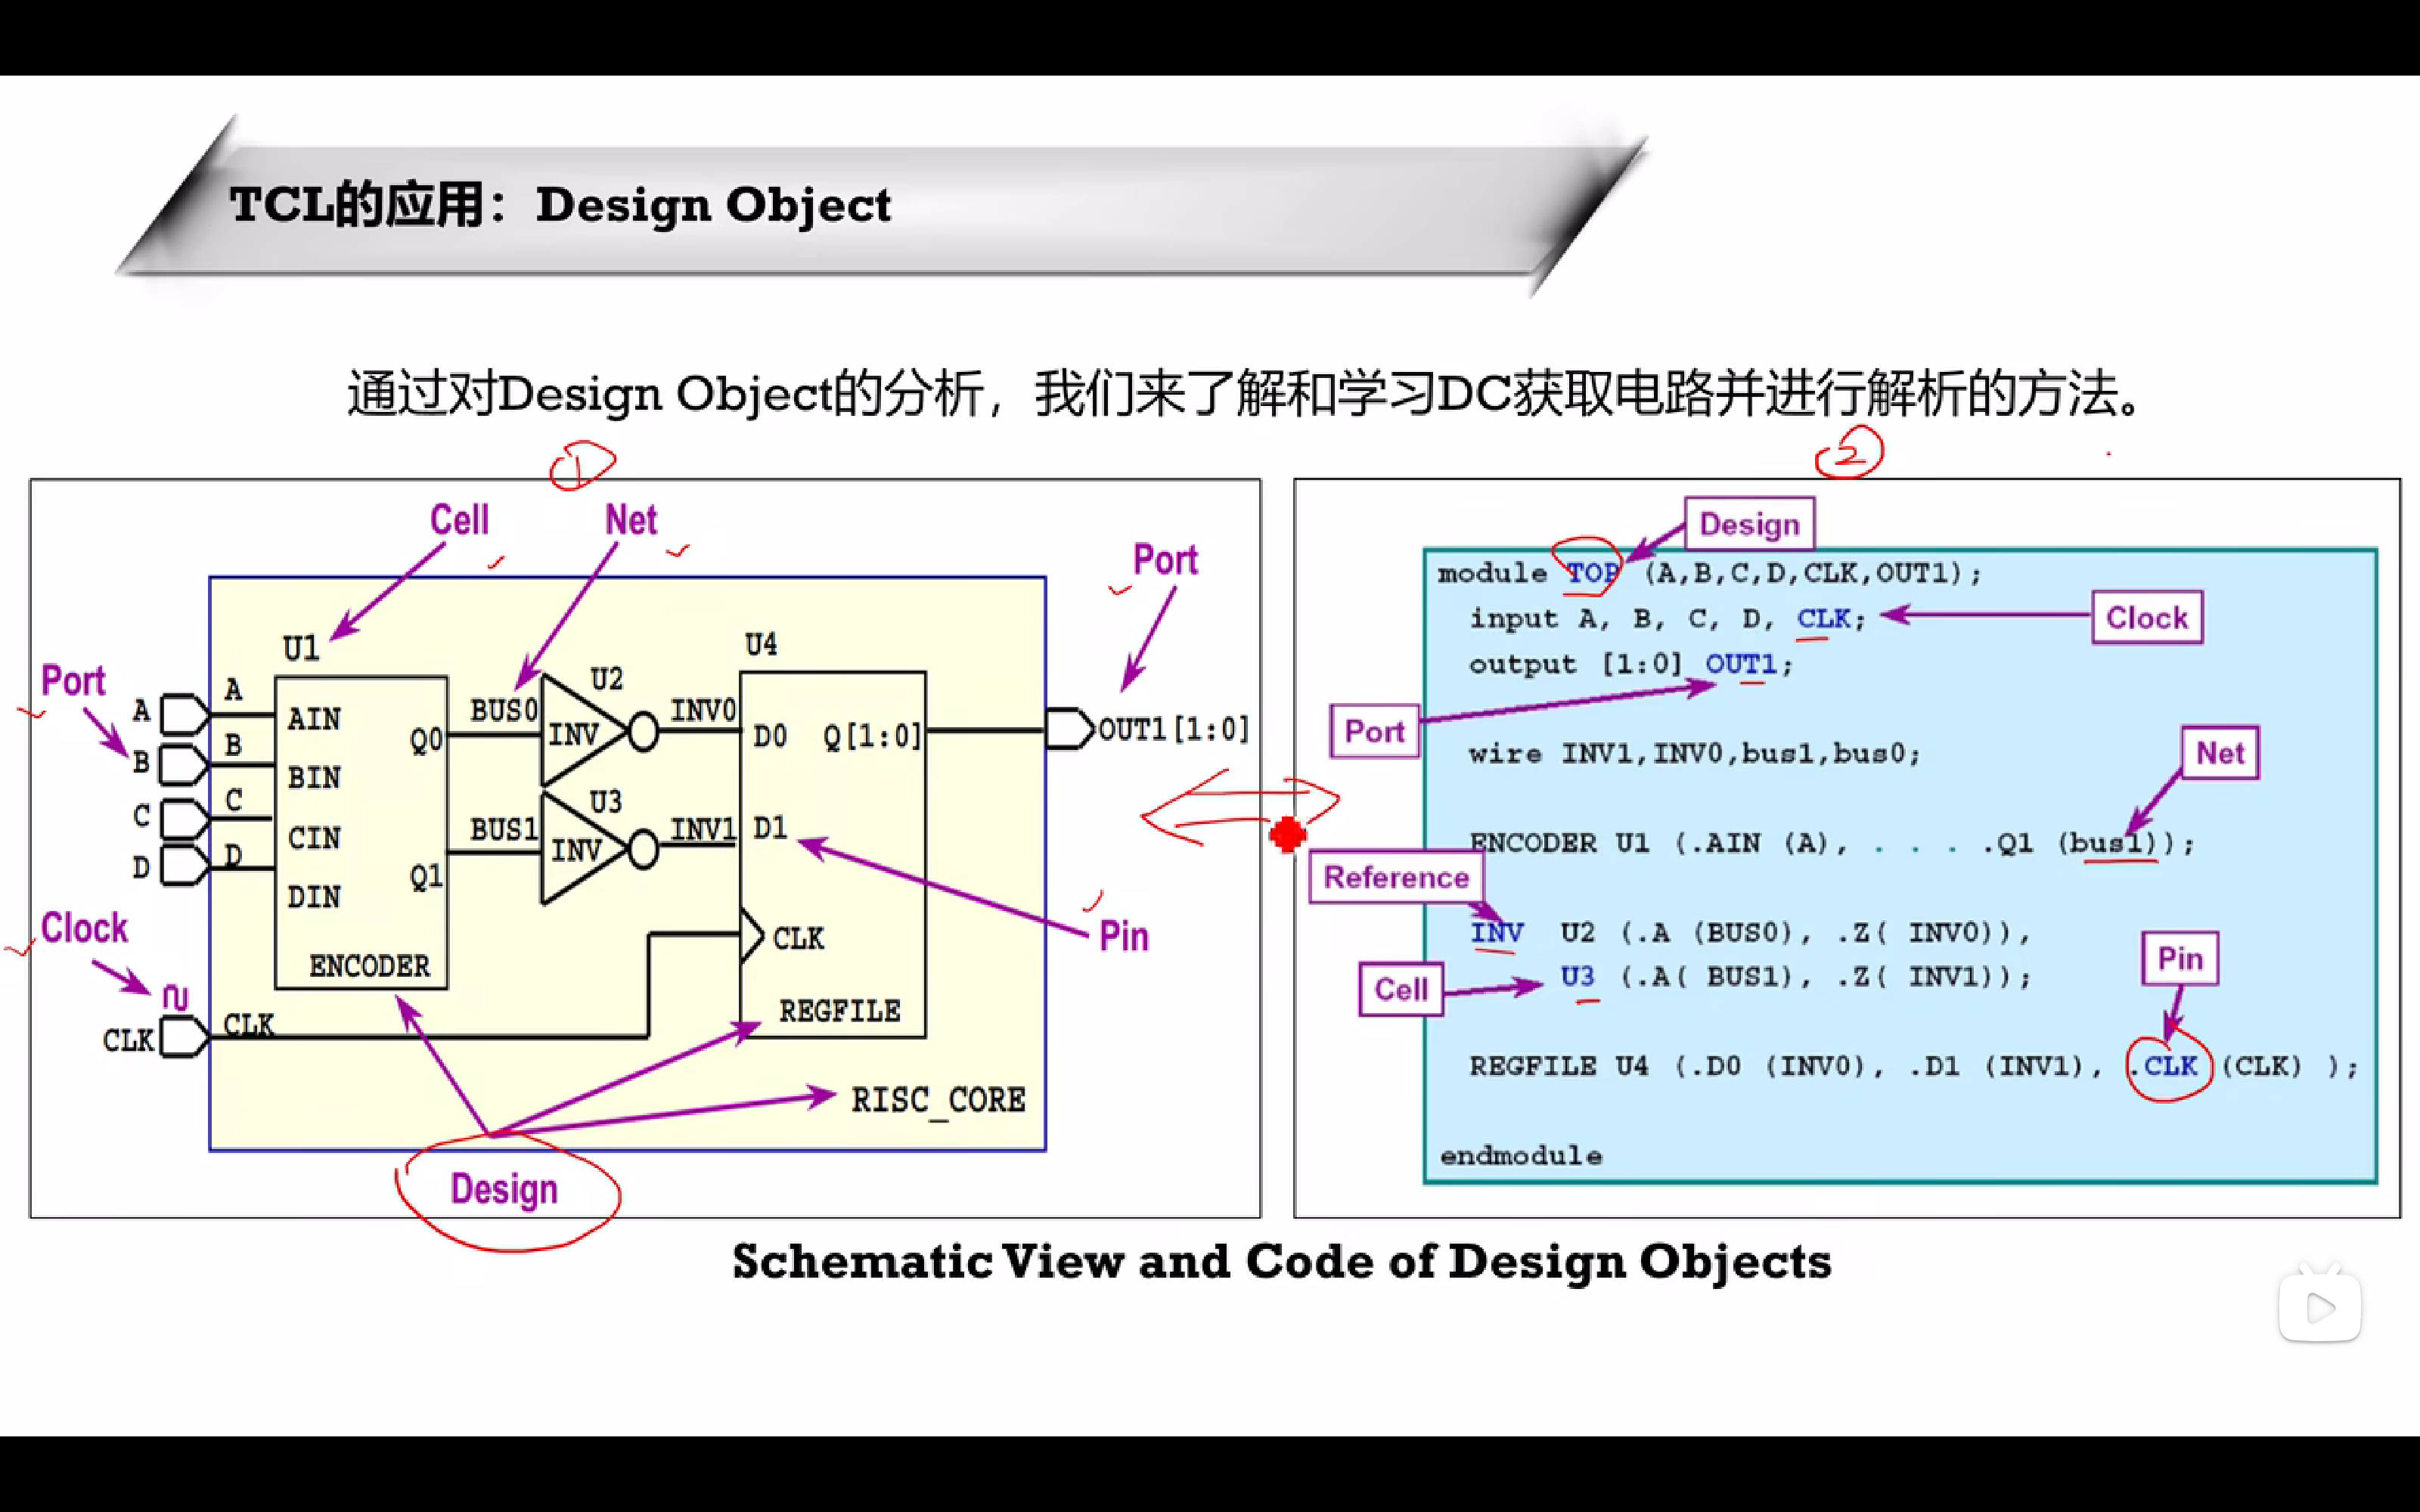 TCL的应用：Design Object
通过对Design Object的分析，我们来了解和学习DC获取电路并进行解析的方法。
1
2
Cell
Net
Port
U1
U2
U4
Port
A
A
AIN
Q0
BUS0
INV
INV0
D0
Q[1:0]
OUT1[1:0]
B
B
BIN
U3
C
C
CIN
BUS1
INV
INV1
D1
D
D
DIN
Q1
Pin
Clock
ENCODER
CLK
REGFILE
CLK
CLK
RISC_CORE
Design
Design
module TOP (A,B,C,D,CLK,OUT1);
input A, B, C, D, CLK;
Clock
output [1:0] OUT1;
Port
wire INV1,INV0,bus1,bus0;
Net
ENCODER U1 (.AIN (A), . . . .Q1 (bus1));
Reference
INV U2 (.A (BUS0), .Z( INV0)),
Cell
U3 (.A( BUS1), .Z( INV1));
Pin
REGFILE U4 (.D0 (INV0), .D1 (INV1), .CLK (CLK) );
endmodule
Schematic View and Code of Design Objects